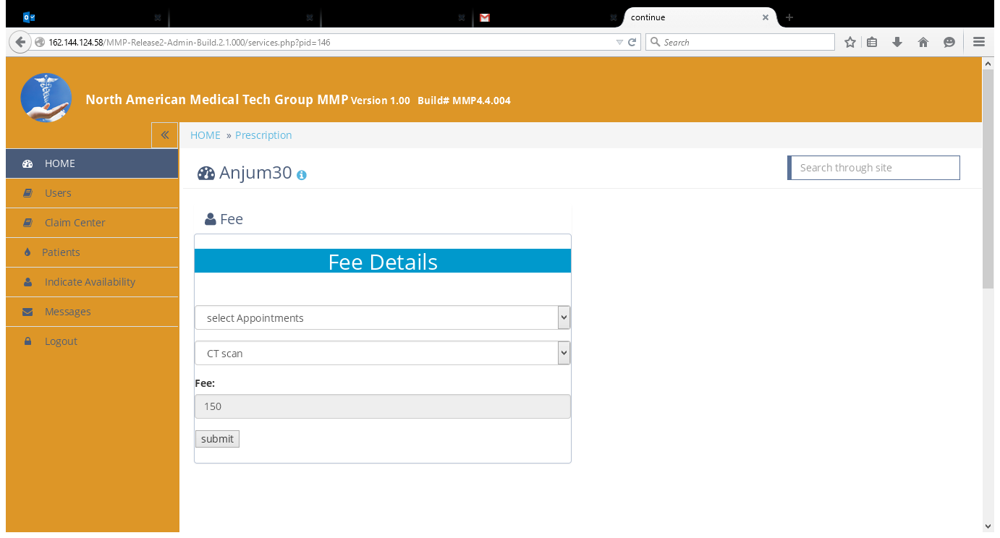 continue
162.144.124.58/MMP-Release2-Admin-Build.2.1.000/services.php?pid=146
Search
North American Medical Tech Group MMP Version 1.00 Build# MMP4.4.004
HOME » Prescription
HOME
Anjum30
Search through site
Users
Claim Center
Patients
Indicate Availability
Messages
Logout
Fee
Fee Details
select Appointments
CT scan
Fee:
150
submit